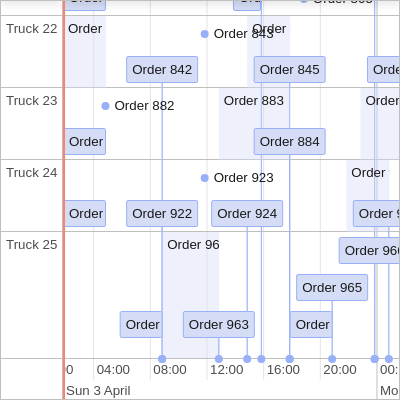 Truck 22
Order
Order 843
Order
Order 842
Order 845
Truck 23
Order 882
Order 883
Order
Order
Order 884
Truck 24
Order
Order 923
Order
Order 922
Order 924
Truck 25
Order 96
Order 965
Order
Order 963
Order
04:00
08:00
12:00
16:00
20:00
Sun 3 April